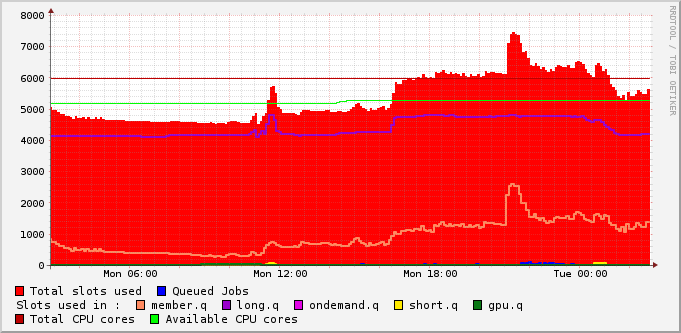 8000
7000
6000
5000
4000
3000
2000
1000
0
Mon 06:00 Mon 12:00 Mon 18:00 Tue 00:00
Total slots used Queued Jobs
Slots used in : member.q long.q ondemand.q short.q gpu.q
Total CPU cores Available CPU cores
RRDTOOL / TOBI OETIKER